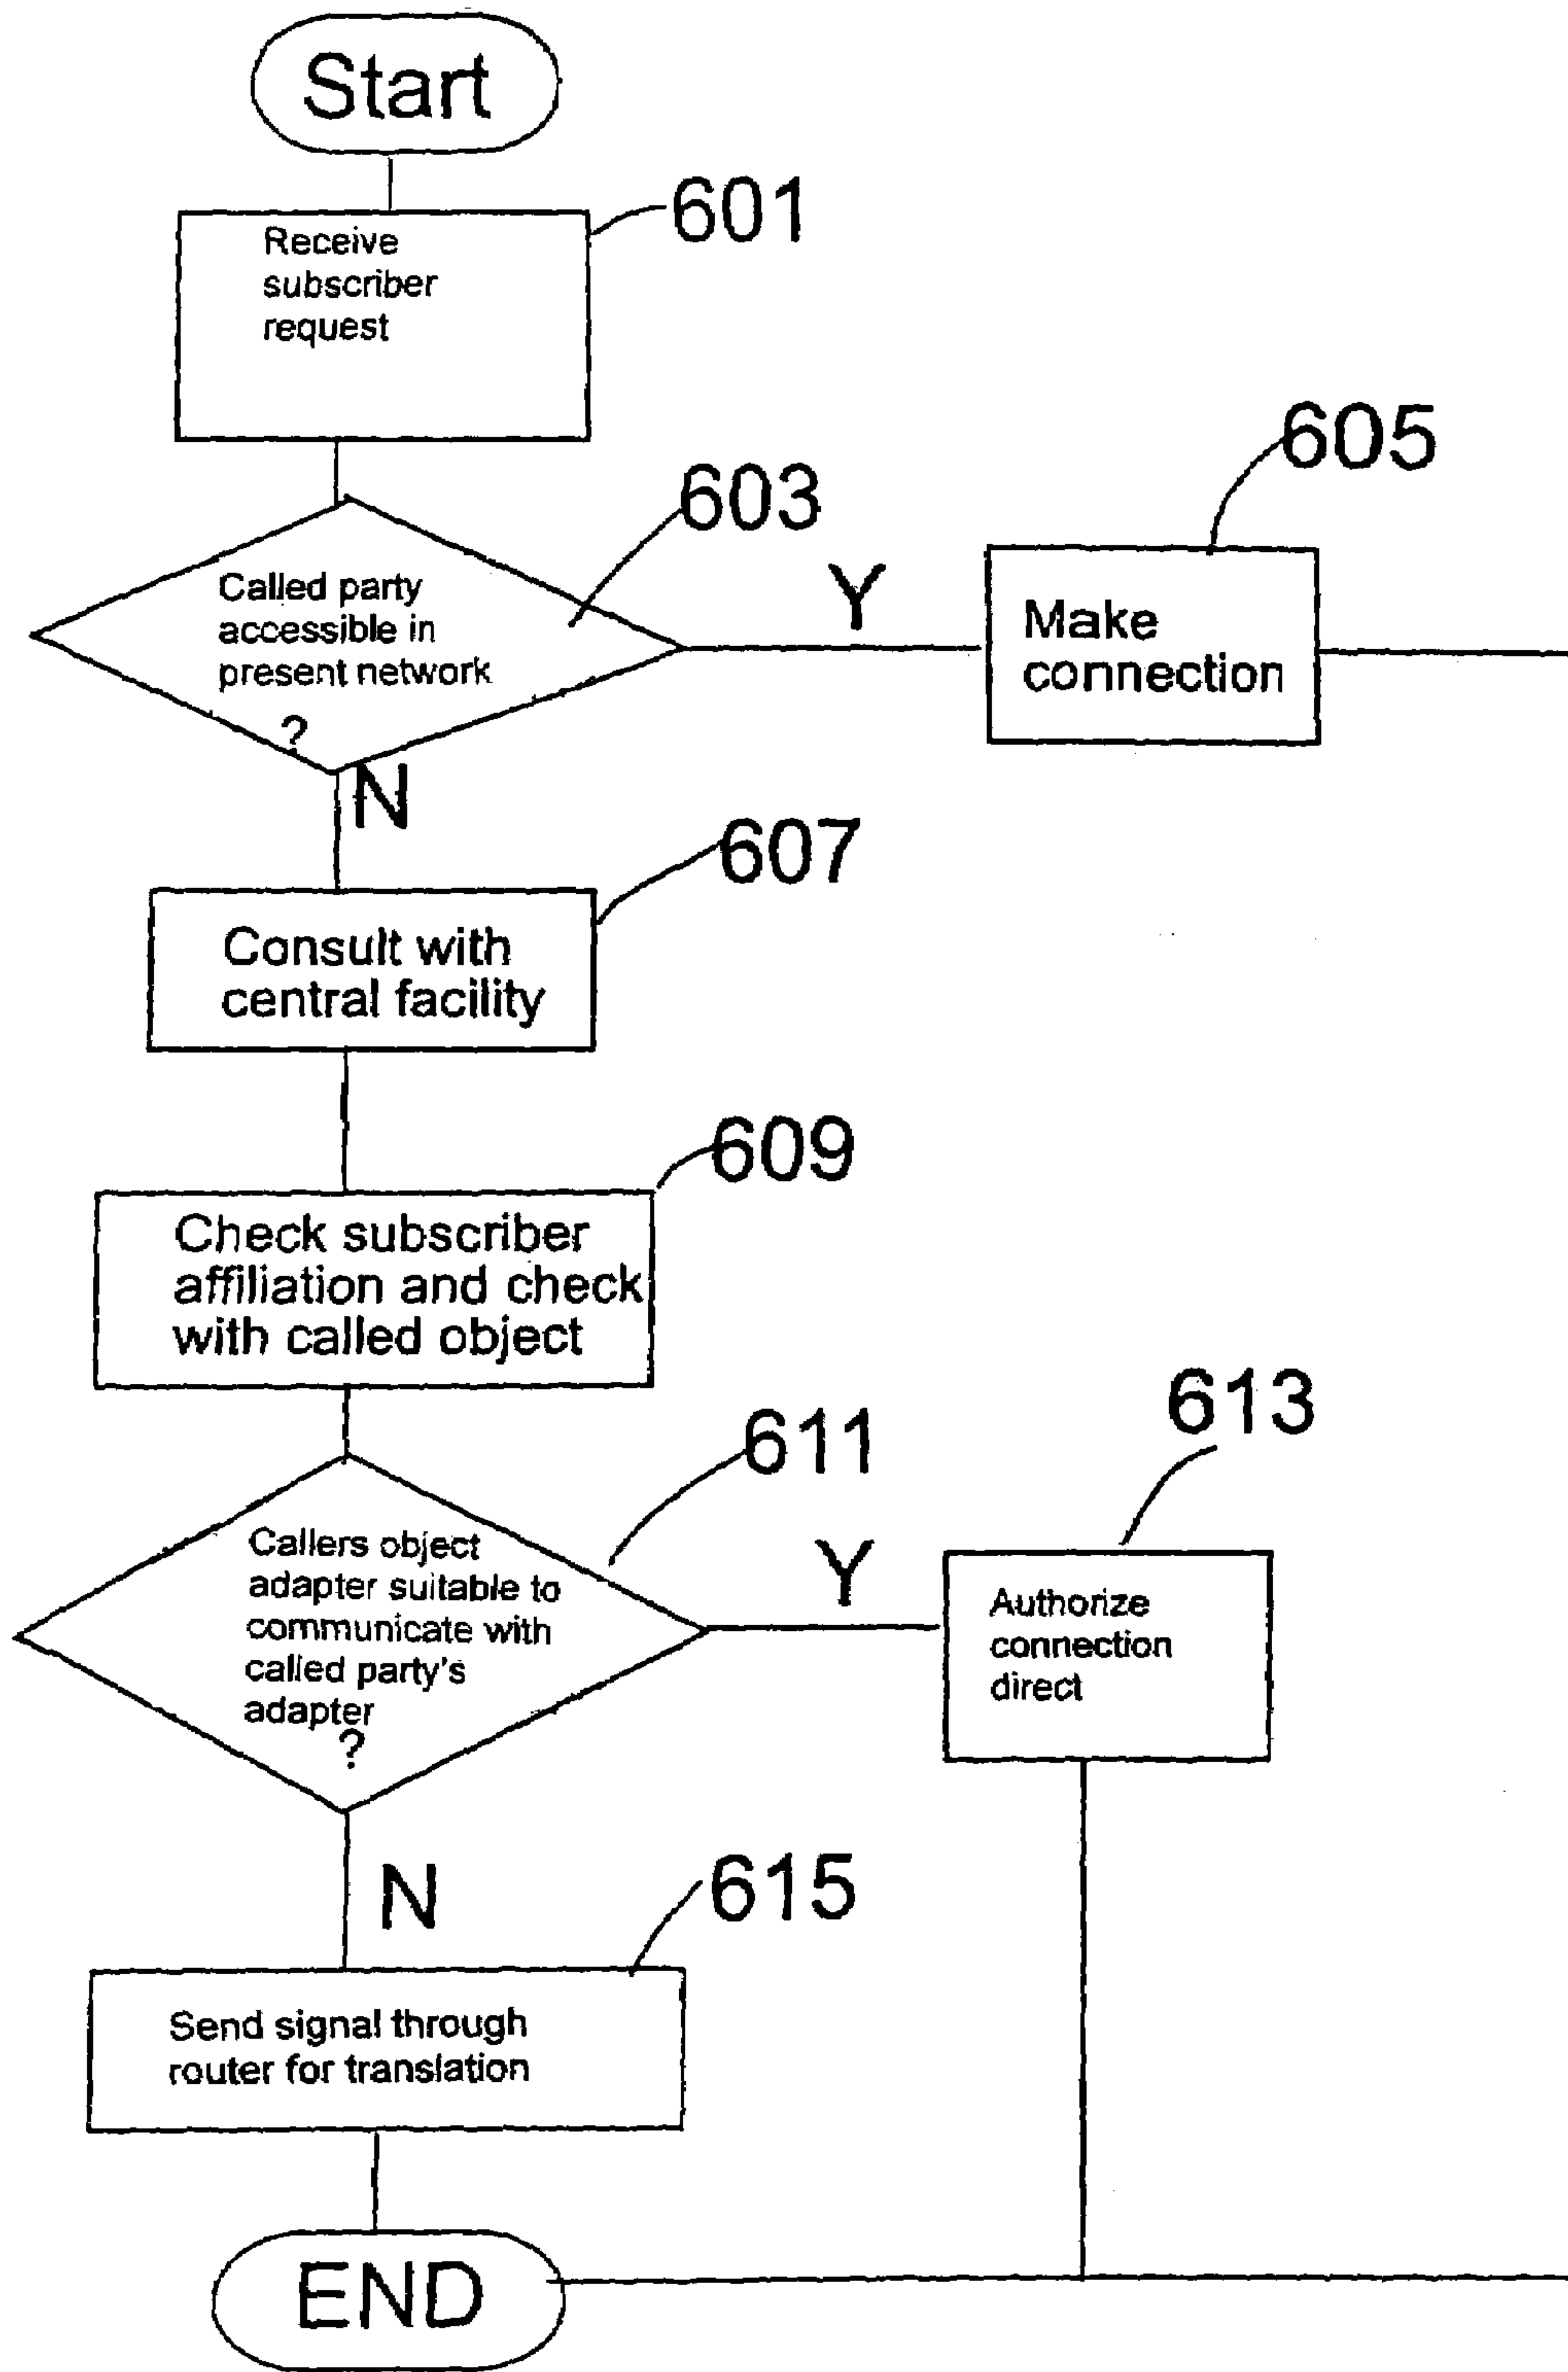 Start
601
Receive
subscriber
request
603
Called party
accessible in
present network
?
Y
605
Make
connection
N
607
Consult with
central facility
609
Check subscriber
affiliation and check
with called object
611
Callers object
adapter suitable to
communicate with
called party's
adapter
?
Y
613
Authorize
connection
direct
N
615
Send signal through
router for translation
END